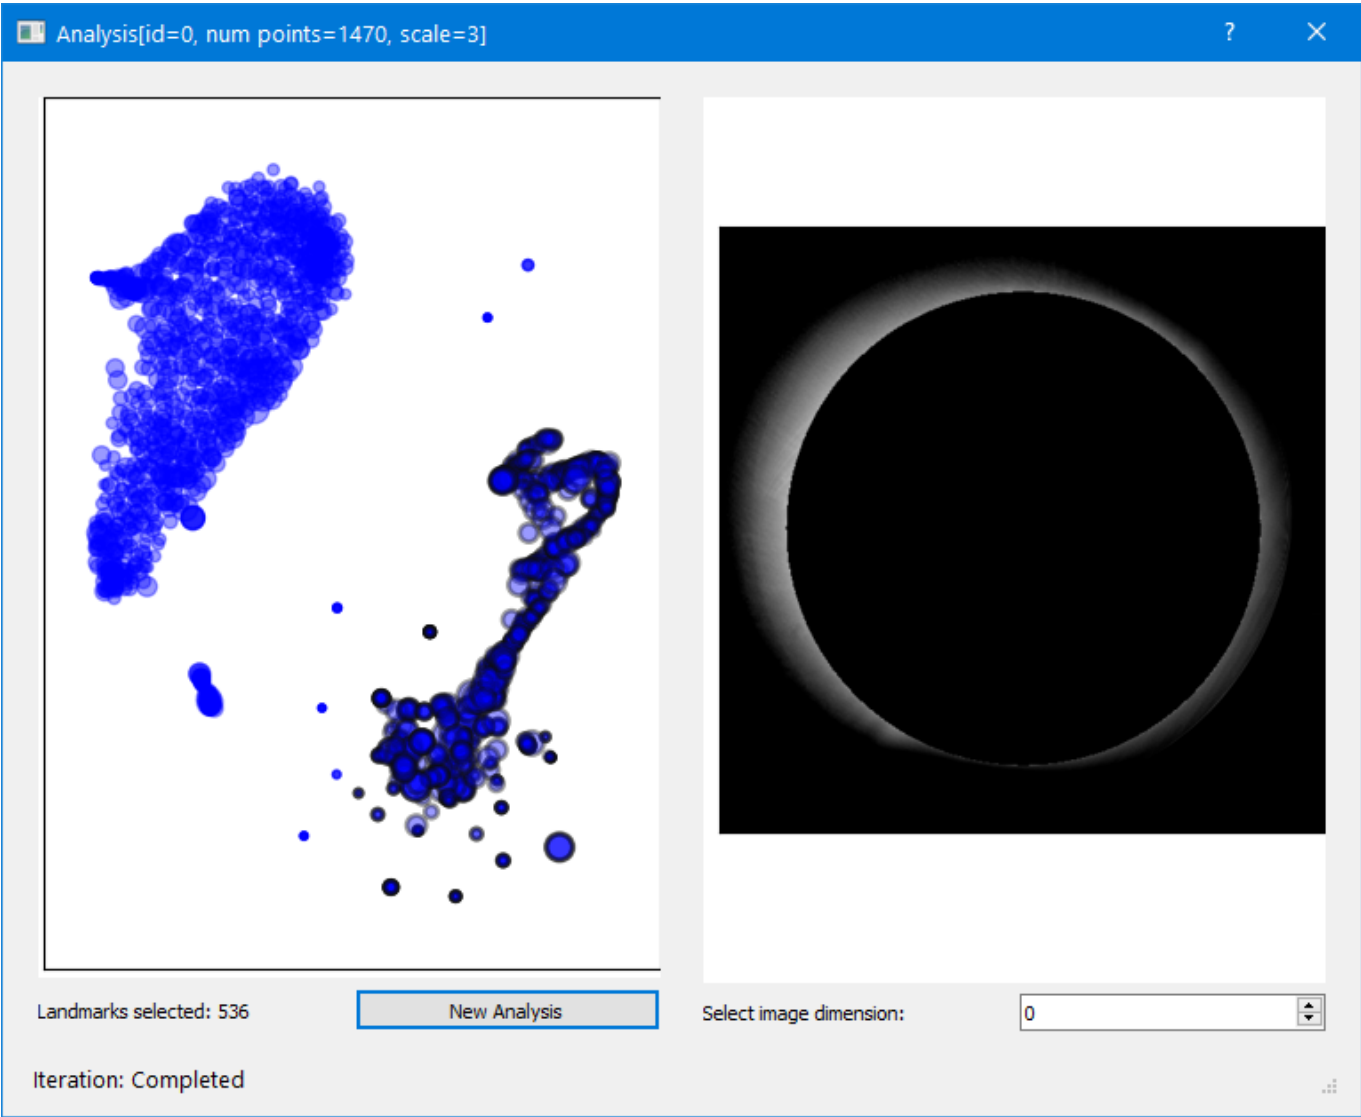 Analysis[id=0, num points=1470, scale=3]
Landmarks selected: 536
New Analysis
Select image dimension:
0
Iteration: Completed